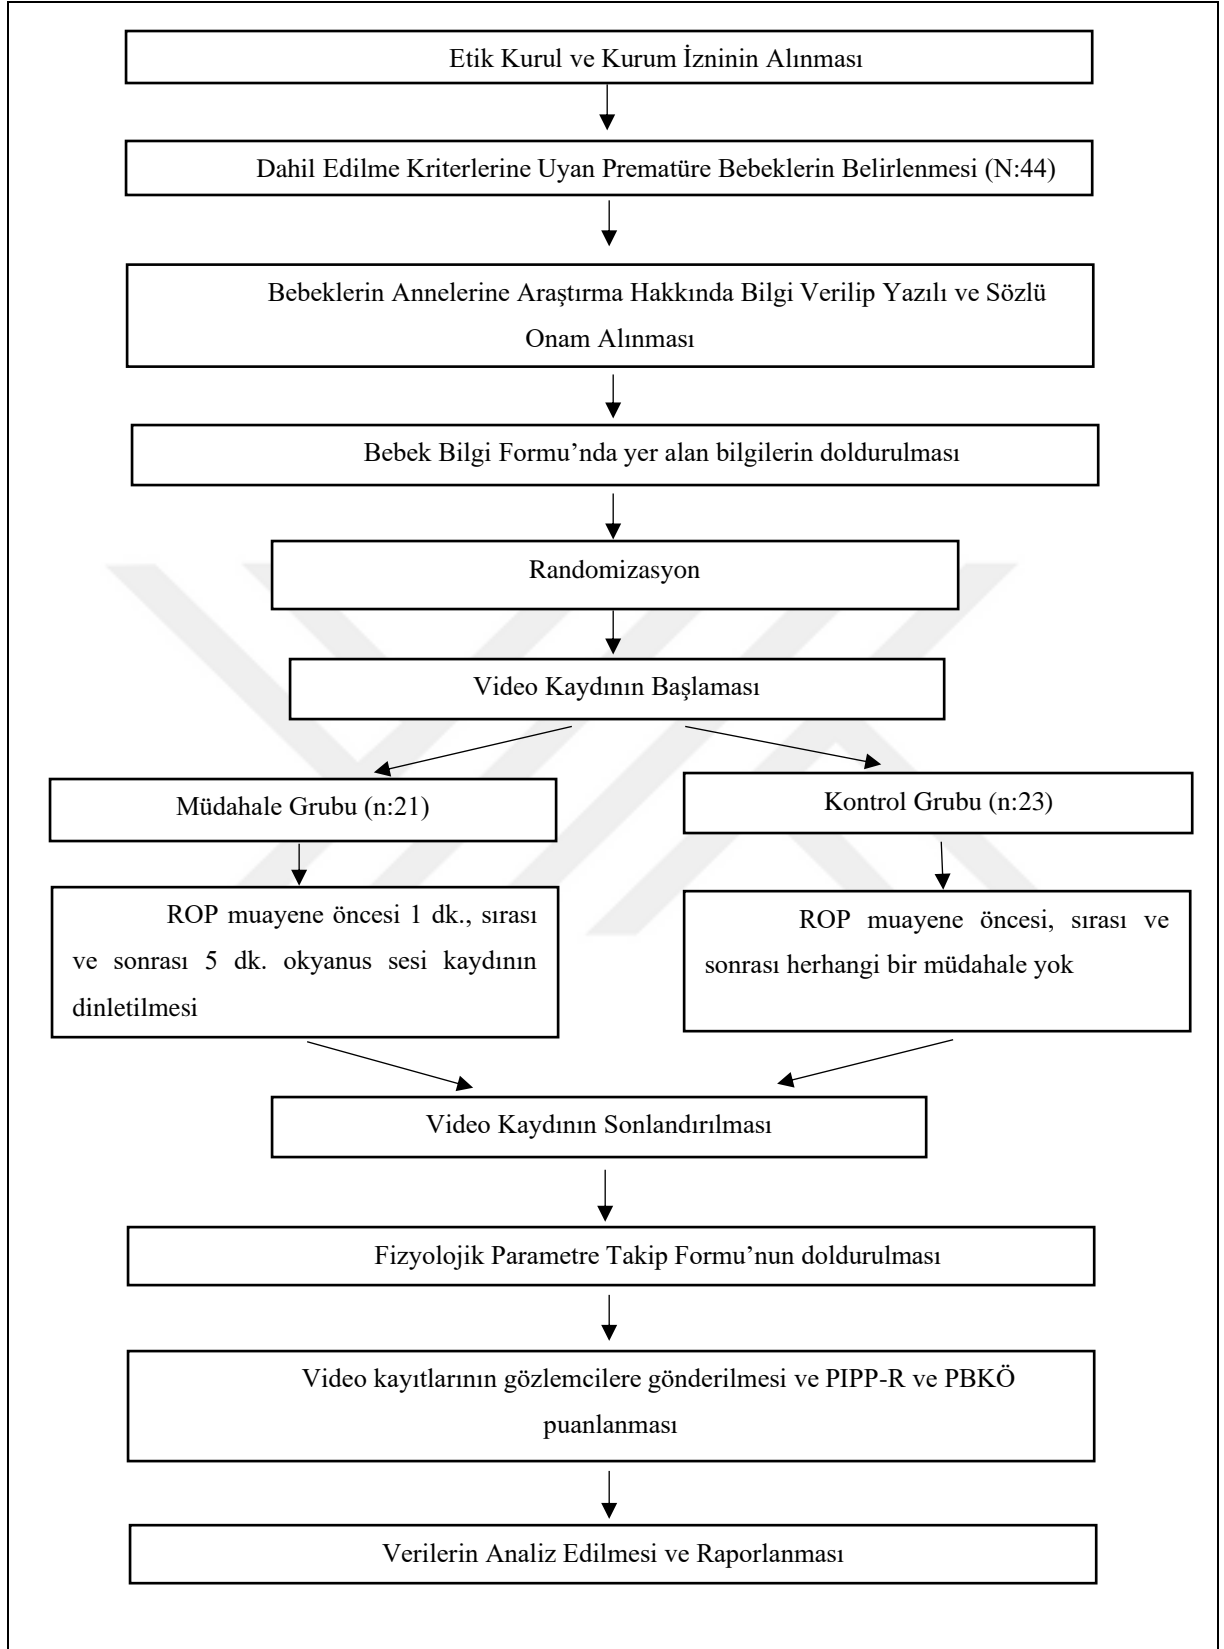 Etik Kurul ve Kurum İzninin Alınması
Dahil Edilme Kriterlerine Uyan Prematüre Bebeklerin Belirlenmesi (N:44)
Bebeklerin Annelerine Araştırma Hakkında Bilgi Verilip Yazılı ve Sözlü
Onam Alınması
Bebek Bilgi Formu’nda yer alan bilgilerin doldurulması
Randomizasyon
Video Kaydının Başlaması
Müdahale Grubu (n:21)
Kontrol Grubu (n:23)
ROP muayene öncesi 1 dk., sırası
ve sonrası 5 dk. okyanus sesi kaydının
dinletilmesi
ROP muayene öncesi, sırası ve
sonrası herhangi bir müdahale yok
Video Kaydının Sonlandırılması
Fizyolojik Parametre Takip Formu’nun doldurulması
Video kayıtlarının gözlemcilere gönderilmesi ve PIPP-R ve PBKÖ
puanlanması
Verilerin Analiz Edilmesi ve Raporlanması